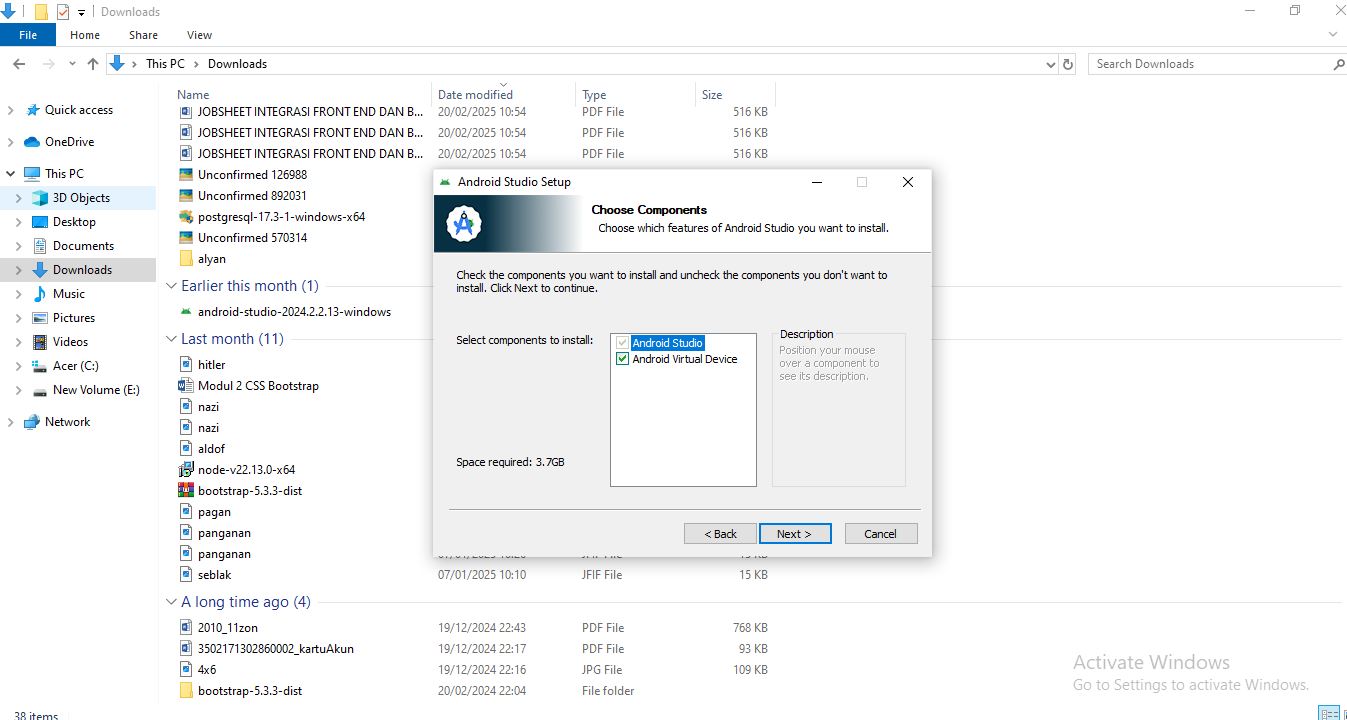 Downloads
File Home Share View
This PC Downloads
Search Downloads
Quick access
OneDrive
This PC
3D Objects
Desktop
Documents
Downloads
Music
Pictures
Videos
Acer (C:)
New Volume (E:)
Network
Name Date modified Type Size
JOBSHEET INTEGRASI FRONT END DAN B... 20/02/2025 10:54 PDF File 516 KB
JOBSHEET INTEGRASI FRONT END DAN B... 20/02/2025 10:54 PDF File 516 KB
JOBSHEET INTEGRASI FRONT END DAN B... 20/02/2025 10:54 PDF File 516 KB
Unconfirmed 126988
Unconfirmed 892031
postgresql-17.3-1-windows-x64
Unconfirmed 570314
alyan
Earlier this month (1)
android-studio-2024.2.2.13-windows
Last month (11)
hitler
Modul 2 CSS Bootstrap
nazi
nazi
aldof
node-v22.13.0-x64
bootstrap-5.3.3-dist
pagan
panganan
panganan
seblak 07/01/2025 10:10 JFIF File 15 KB
A long time ago (4)
2010_11zon 19/12/2024 22:43 PDF File 768 KB
3502171302860002_kartuAkun 19/12/2024 22:17 PDF File 93 KB
4x6 19/12/2024 22:16 JPG File 109 KB
bootstrap-5.3.3-dist 20/02/2024 22:04 File folder
Android Studio Setup
Choose Components
Choose which features of Android Studio you want to install.
Check the components you want to install and uncheck the components you don't want to
install. Click Next to continue.
Select components to install:
Android Studio
Android Virtual Device
Description
Position your mouse
over a component to
see its description.
Space required: 3.7GB
< Back Next > Cancel
Activate Windows
Go to Settings to activate Windows.
38 items